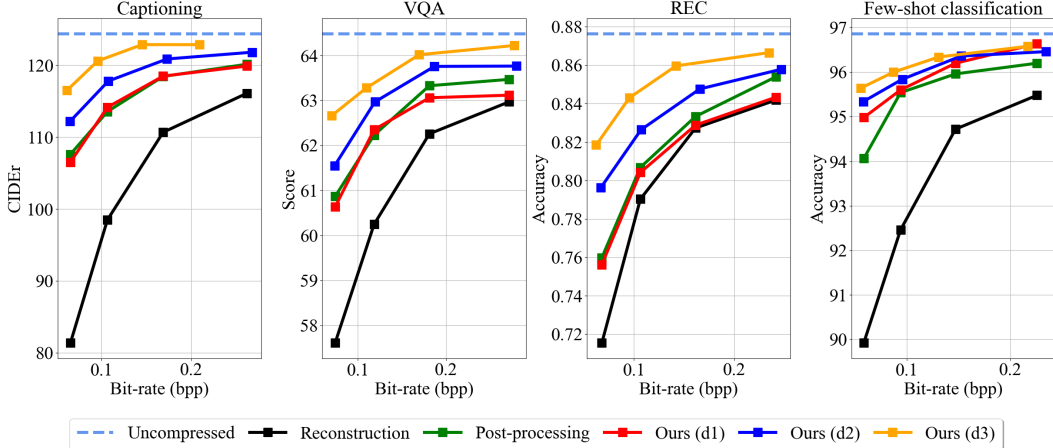 Captioning
VQA
REC
Few-shot classification
CIDEr
120
110
100
90
80
0.1
0.2
Bit-rate (bpp)
Score
64
63
62
61
60
59
58
0.1
0.2
Bit-rate (bpp)
Accuracy
0.88
0.86
0.84
0.82
0.80
0.78
0.76
0.74
0.72
0.1
0.2
Bit-rate (bpp)
Accuracy
97
96
95
94
93
92
91
90
0.1
0.2
Bit-rate (bpp)
Uncompressed
Reconstruction
Post-processing
Ours (d1)
Ours (d2)
Ours (d3)